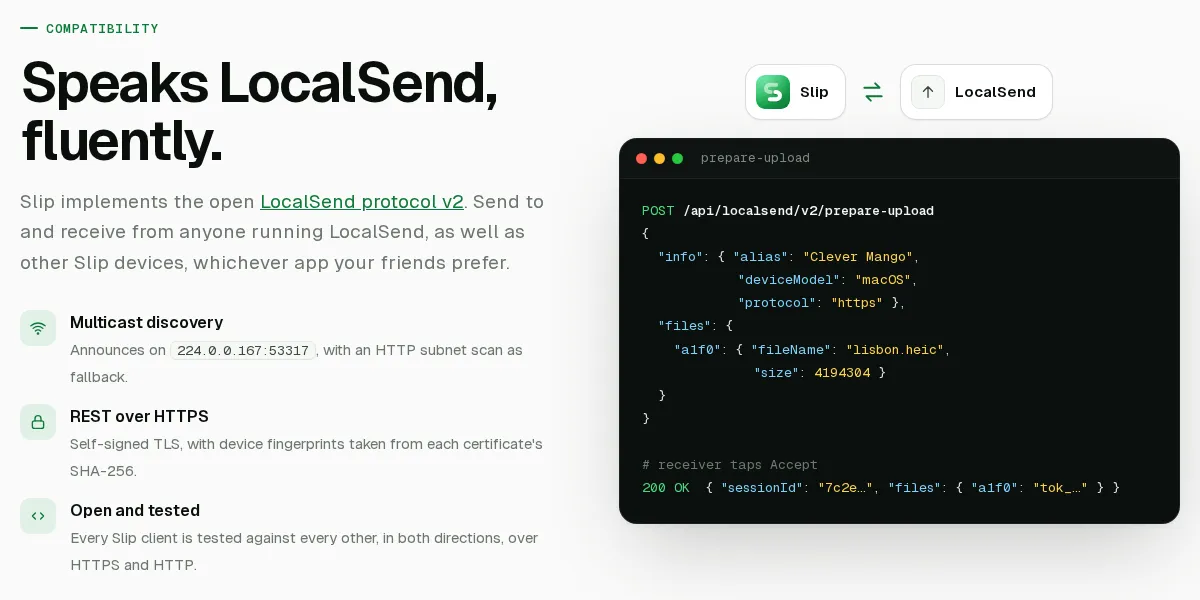 COMPATIBILITY
Speaks LocalSend,
fluently.
Slip implements the open LocalSend protocol v2. Send to
and receive from anyone running LocalSend, as well as
other Slip devices, whichever app your friends prefer.
Multicast discovery
Announces on 224.0.0.167:53317, with an HTTP subnet scan as
fallback.
REST over HTTPS
Self-signed TLS, with device fingerprints taken from each certificate's
SHA-256.
Open and tested
Every Slip client is tested against every other, in both directions, over
HTTPS and HTTP.
Slip
LocalSend
prepare-upload
POST /api/localsend/v2/prepare-upload
{
  "info": { "alias": "Clever Mango",
            "deviceModel": "macOS",
            "protocol": "https" },
  "files": {
    "a1f0": { "fileName": "lisbon.heic",
              "size": 4194304 }
  }
}
# receiver taps Accept
200 OK  { "sessionId": "7c2e…", "files": { "a1f0": "tok_…" } }